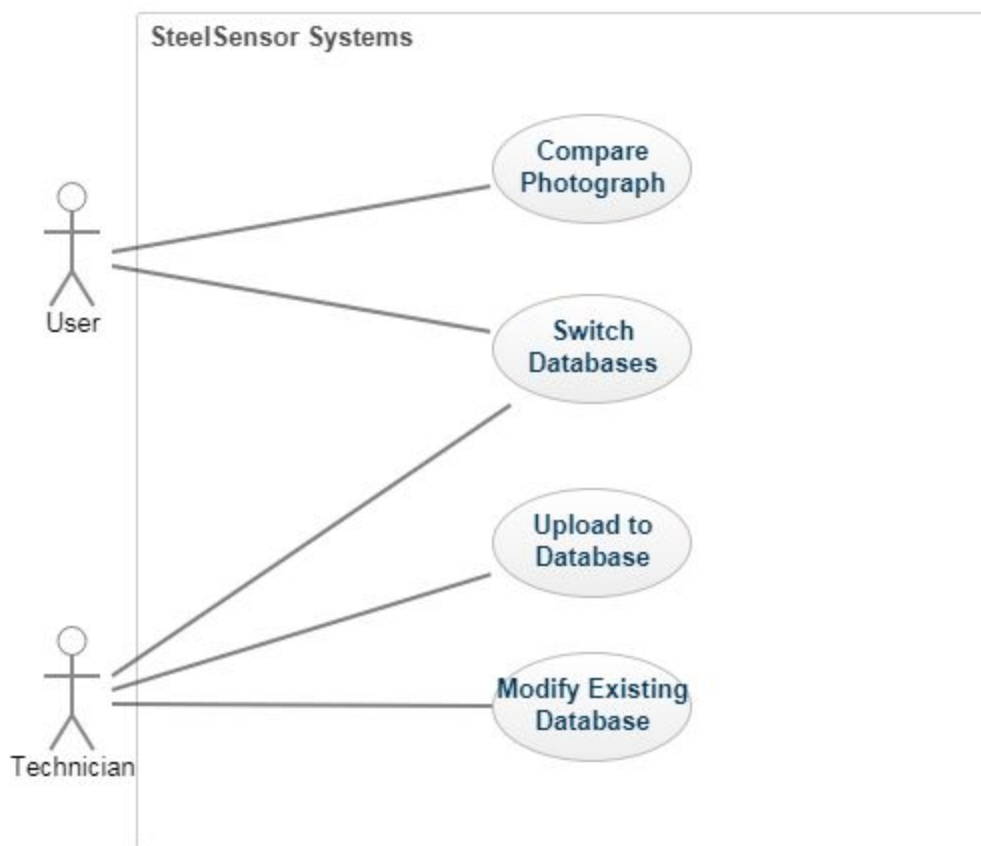 SteelSensor Systems
Compare
Photograph
User
Switch
Databases
Upload to
Database
Modify Existing
Database
Technician